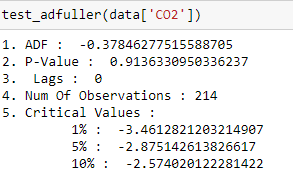 test_adfuller(data['CO2'])
1. ADF :  -0.37846277515588705
2. P-Value :  0.9136330950336237
3.  Lags :  0
4. Num Of Observations : 214
5. Critical Values :
1% :  -3.4612821203214907
5% :  -2.875142613826617
10% :  -2.574020122281422